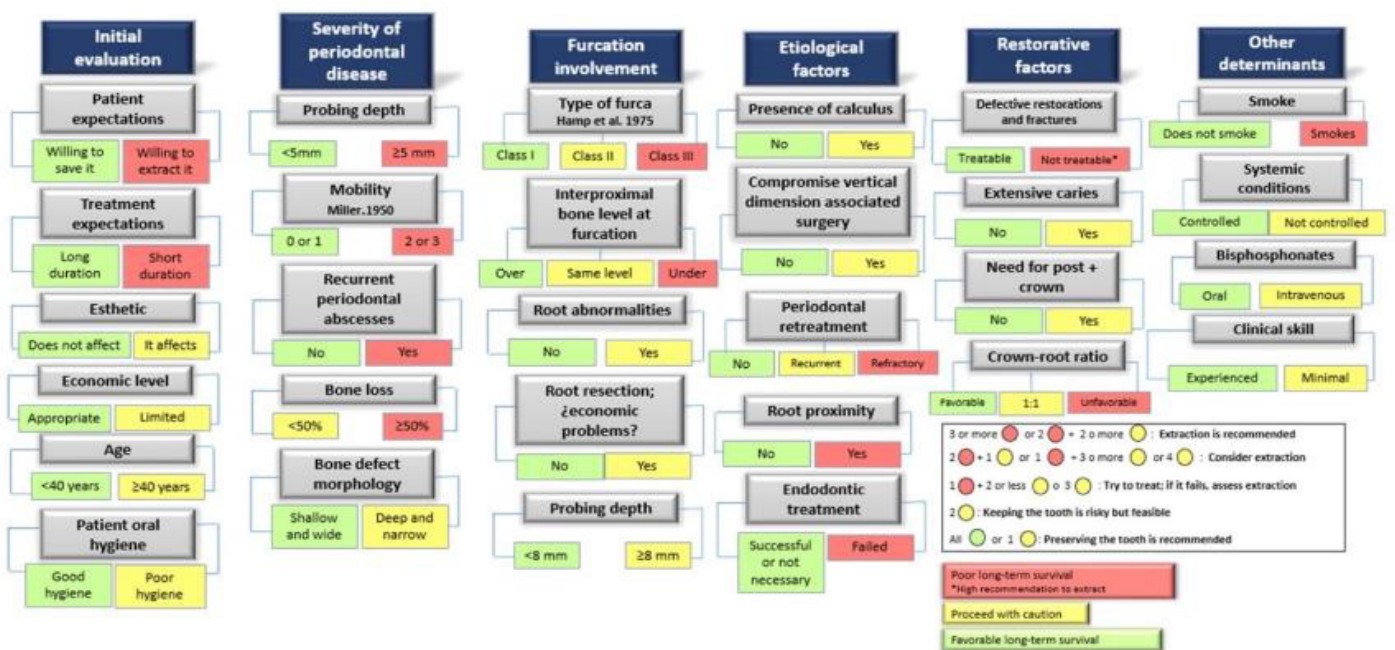 Initial
evaluation
Patient
expectations
Willing to
save it
Willing to
extract it
Treatment
expectations
Long
duration
Short
duration
Esthetic
Does not affect
It affects
Economic level
Appropriate
Limited
Age
<40 years
≥40 years
Patient oral
hygiene
Good
hygiene
Poor
hygiene
Severity of
periodontal
disease
Probing depth
<5mm
≥5 mm
Mobility
Miller.1950
0 or 1
2 or 3
Recurrent
periodontal
abscesses
No
Yes
Bone loss
<50%
≥50%
Bone defect
morphology
Shallow
and wide
Deep and
narrow
Furcation
involvement
Type of furca
Hamp et al. 1975
Class I
Class II
Class III
Interproximal
bone level at
furcation
Over
Same level
Under
Root abnormalities
No
Yes
Root resection;
¿economic
problems?
No
Yes
Probing depth
<8 mm
≥8 mm
Etiological
factors
Presence of calculus
No
Yes
Compromise vertical
dimension associated
surgery
No
Yes
Periodontal
retreatment
No
Recurrent
Refractory
Root proximity
No
Yes
Endodontic
treatment
Successful
or not
necessary
Failed
Restorative
factors
Defective restorations
and fractures
Treatable
Not treatable*
Extensive caries
No
Yes
Need for post +
crown
No
Yes
Crown-root ratio
Favorable
1:1
Unfavorable
Other
determinants
Smoke
Does not smoke
Smokes
Systemic
conditions
Controlled
Not controlled
Bisphosphonates
Oral
Intravenous
Clinical skill
Experienced
Minimal
3 or more or 2 + 2 o more : Extraction is recommended
2 + 1 or 1 + 3 o more or 4 : Consider extraction
1 + 2 or less o 3 : Try to treat; if it fails, assess extraction
2 : Keeping the tooth is risky but feasible
All or 1 : Preserving the tooth is recommended
Poor long-term survival
*High recommendation to extract
Proceed with caution
Favorable long-term survival